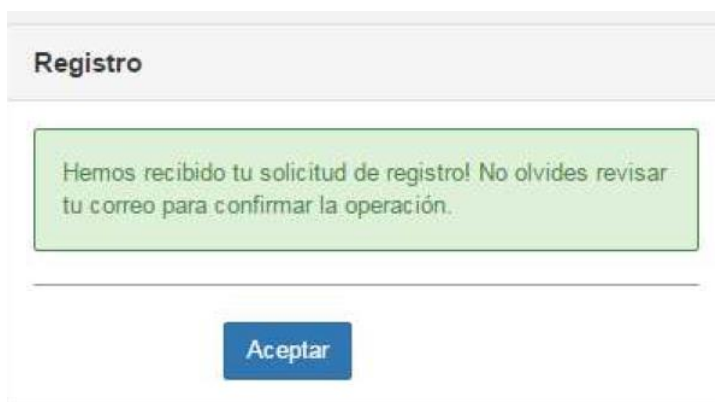 Registro
Hemos recibido tu solicitud de registro! No olvides revisar
tu correo para confirmar la operación.
Aceptar